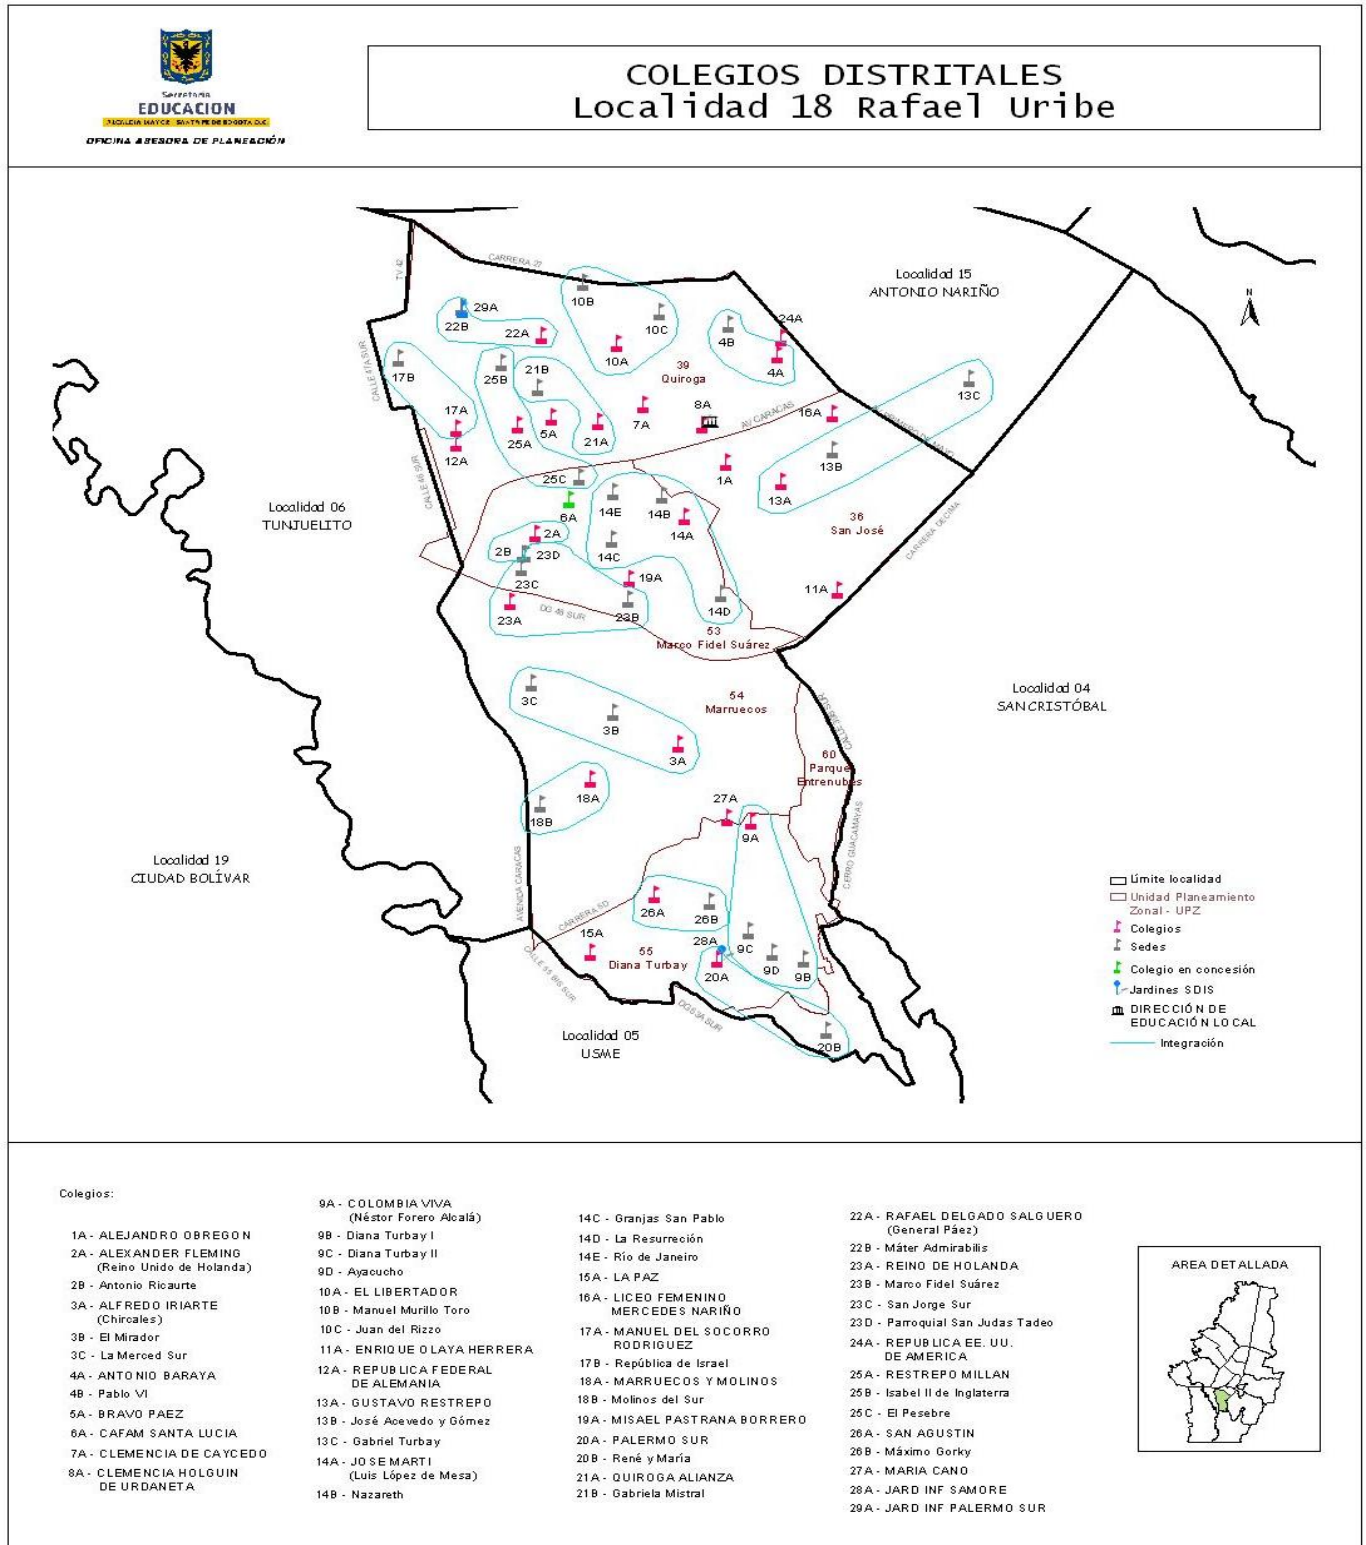 Secretaría
EDUCACION
ALCALDIA MAYOR SANTA FE DE BOGOTA D.C.
OFICINA ASESORA DE PLANEACIÓN
COLEGIOS DISTRITALES
Localidad 18 Rafael Uribe
CARRERA 27
TV 42
Localidad 15
ANTONIO NARIÑO
N
10B
29A
22B
22A
10C
24A
4B
10A
4A
39
Quiroga
17B
CALLE 47A SUR
25B
21B
13C
17A
8A
AV CARACAS
16A
PRIMERO DE MAYO
7A
25A
5A
21A
12A
13B
1A
25C
13A
CALLE 46 SUR
Localidad 06
TUNJUELITO
14E
14B
6A
36
San José
14A
CARRERA DECIMA
2A
2B
23D
14C
23C
19A
11A
23A
DG 48 SUR
23B
14D
53
Marco Fidel Suárez
Localidad 04
SAN CRISTÓBAL
54
Marruecos
3C
3B
3A
60
Parque
Entrenubes
18A
18B
27A
9A
CERRO GUACAMAYAS
Localidad 19
CIUDAD BOLÍVAR
AVENIDA CARACAS
CARRERA 5D
26A
26B
15A
28A
9C
55
Diana Turbay
20A
9D
9B
CALLE 55 BIS SUR
DG 53A SUR
Localidad 05
USME
20B
Límite localidad
Unidad Planeamiento
Zonal - UPZ
Colegios
Sedes
Colegio en concesión
Jardines SDIS
DIRECCIÓN DE
EDUCACIÓN LOCAL
Integración
Colegios:
1A - ALEJANDRO OBREGON
2A - ALEXANDER FLEMING
(Reino Unido de Holanda)
2B - Antonio Ricaurte
3A - ALFREDO IRIARTE
(Chircales)
3B - El Mirador
3C - La Merced Sur
4A - ANTONIO BARAYA
4B - Pablo VI
5A - BRAVO PAEZ
6A - CAFAM SANTA LUCIA
7A - CLEMENCIA DE CAYCEDO
8A - CLEMENCIA HOLGUIN
DE URDANETA
9A - COLOMBIA VIVA
(Néstor Forero Alcalá)
9B - Diana Turbay I
9C - Diana Turbay II
9D - Ayacucho
10A - EL LIBERTADOR
10B - Manuel Murillo Toro
10C - Juan del Rizzo
11A - ENRIQUE OLAYA HERRERA
12A - REPUBLICA FEDERAL
DE ALEMANIA
13A - GUSTAVO RESTREPO
13B - José Acevedo y Gómez
13C - Gabriel Turbay
14A - JOSE MARTI
(Luis López de Mesa)
14B - Nazareth
14C - Granjas San Pablo
14D - La Resureción
14E - Río de Janeiro
15A - LA PAZ
16A - LICEO FEMENINO
MERCEDES NARIÑO
17A - MANUEL DEL SOCORRO
RODRIGUEZ
17B - República de Israel
18A - MARRUECOS Y MOLINOS
18B - Molinos del Sur
19A - MISAEL PASTRANA BORRERO
20A - PALERMO SUR
20B - René y María
21A - QUIROGA ALIANZA
21B - Gabriela Mistral
22A - RAFAEL DELGADO SALGUERO
(General Páez)
22B - Máter Admirabilis
23A - REINO DE HOLANDA
23B - Marco Fidel Suárez
23C - San Jorge Sur
23D - Parroquial San Judas Tadeo
24A - REPUBLICA EE. UU.
DE AMERICA
25A - RESTREPO MILLAN
25B - Isabel II de Inglaterra
25C - El Pesebre
26A - SAN AGUSTIN
26B - Máximo Gorky
27A - MARIA CANO
28A - JARD INF SAMORE
29A - JARD INF PALERMO SUR
AREA DETALLADA